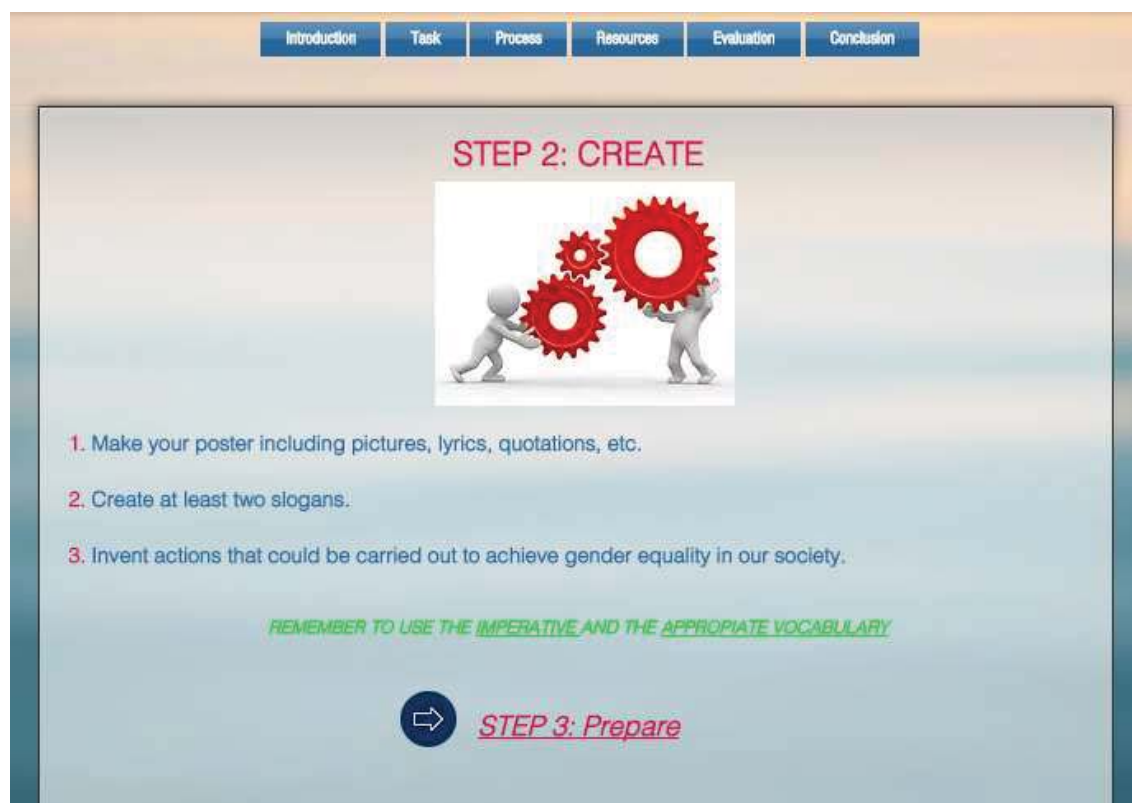 Introduction
Task
Process
Resources
Evaluation
Conclusion
STEP 2: CREATE
1. Make your poster including pictures, lyrics, quotations, etc.
2. Create at least two slogans.
3. Invent actions that could be carried out to achieve gender equality in our society.
REMEMBER TO USE THE IMPERATIVE AND THE APPROPIATE VOCABULARY
STEP 3: Prepare